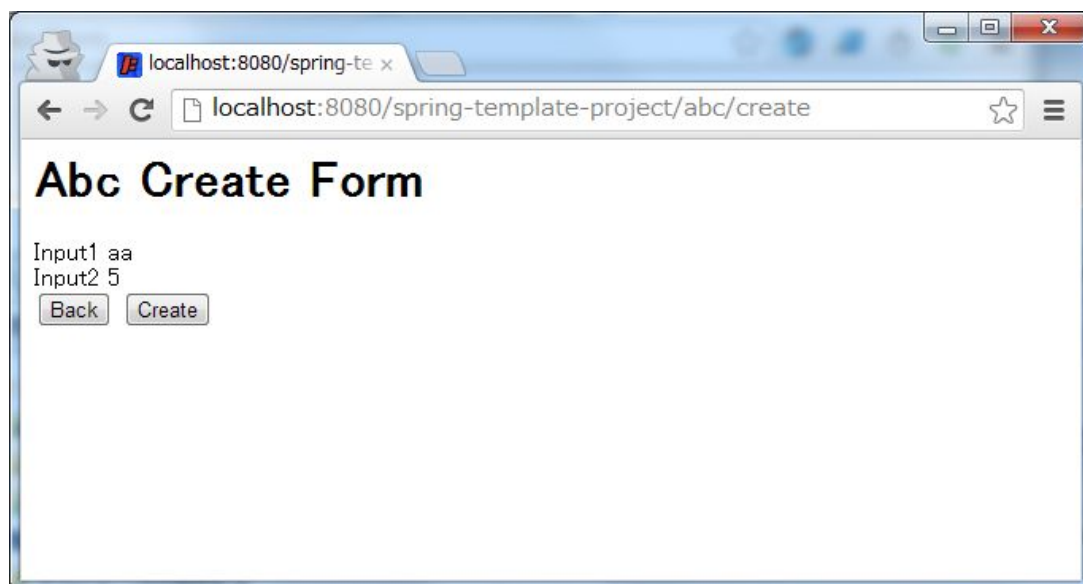 localhost:8080/spring-te
localhost:8080/spring-template-project/abc/create
Abc Create Form
Input1 aa
Input2 5
Back Create